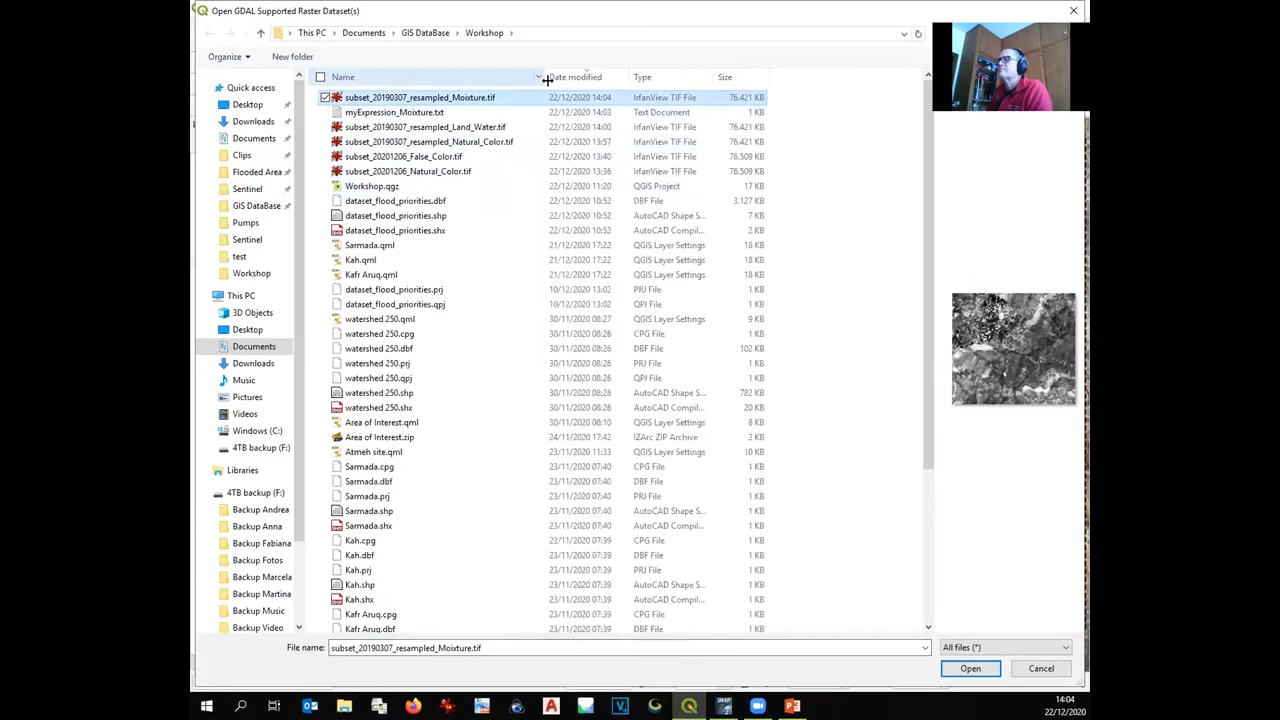 Open GDAL Supported Raster Dataset(s)
This PC > Documents > GIS DataBase > Workshop >
Organize New folder
Name Date modified Type Size
Quick access
Desktop
Downloads
Documents
Clips
Flooded Area
Sentinel
GIS DataBase
Pumps
Sentinel
test
Workshop
This PC
3D Objects
Desktop
Documents
Downloads
Music
Pictures
Videos
Windows (C:)
4TB backup (F:)
Libraries
4TB backup (F:)
Backup Andrea
Backup Anna
Backup Fabiana
Backup Fotos
Backup Marcela
Backup Martina
Backup Music
Backup Video
subset_20190307_resampled_Moixture.tif 22/12/2020 14:04 IrfanView TIF File 76.421 KB
myExpression_Moixture.txt 22/12/2020 14:03 Text Document 1 KB
subset_20190307_resampled_Land_Water.tif 22/12/2020 14:00 IrfanView TIF File 76.421 KB
subset_20190307_resampled_Natural_Color.tif 22/12/2020 13:57 IrfanView TIF File 76.421 KB
subset_20201206_False_Color.tif 22/12/2020 13:40 IrfanView TIF File 76.509 KB
subset_20201206_Natural_Color.tif 22/12/2020 13:36 IrfanView TIF File 76.509 KB
Workshop.qgz 22/12/2020 11:20 QGIS Project 17 KB
dataset_flood_priorities.dbf 22/12/2020 10:52 DBF File 3.127 KB
dataset_flood_priorities.shp 22/12/2020 10:52 AutoCAD Shape S... 7 KB
dataset_flood_priorities.shx 22/12/2020 10:52 AutoCAD Compil... 2 KB
Sarmada.qml 21/12/2020 17:22 QGIS Layer Settings 18 KB
Kah.qml 21/12/2020 17:22 QGIS Layer Settings 18 KB
Kafr Aruq.qml 21/12/2020 17:22 QGIS Layer Settings 18 KB
dataset_flood_priorities.prj 10/12/2020 13:02 PRJ File 1 KB
dataset_flood_priorities.qpj 10/12/2020 13:02 QPJ File 1 KB
watershed 250.qml 30/11/2020 08:27 QGIS Layer Settings 9 KB
watershed 250.cpg 30/11/2020 08:26 CPG File 1 KB
watershed 250.dbf 30/11/2020 08:26 DBF File 102 KB
watershed 250.prj 30/11/2020 08:26 PRJ File 1 KB
watershed 250.qpj 30/11/2020 08:26 QPJ File 1 KB
watershed 250.shp 30/11/2020 08:26 AutoCAD Shape S... 782 KB
watershed 250.shx 30/11/2020 08:26 AutoCAD Compil... 20 KB
Area of Interest.qml 30/11/2020 08:10 QGIS Layer Settings 8 KB
Area of Interest.zip 24/11/2020 17:42 IZArc ZIP Archive 2 KB
Atmeh site.qml 23/11/2020 11:33 QGIS Layer Settings 10 KB
Sarmada.cpg 23/11/2020 07:40 CPG File 1 KB
Sarmada.dbf 23/11/2020 07:40 DBF File 1 KB
Sarmada.prj 23/11/2020 07:40 PRJ File 1 KB
Sarmada.shp 23/11/2020 07:40 AutoCAD Shape S... 1 KB
Sarmada.shx 23/11/2020 07:40 AutoCAD Compil... 1 KB
Kah.cpg 23/11/2020 07:39 CPG File 1 KB
Kah.dbf 23/11/2020 07:39 DBF File 1 KB
Kah.prj 23/11/2020 07:39 PRJ File 1 KB
Kah.shp 23/11/2020 07:39 AutoCAD Shape S... 1 KB
Kah.shx 23/11/2020 07:39 AutoCAD Compil... 1 KB
Kafr Aruq.cpg 23/11/2020 07:39 CPG File 1 KB
Kafr Aruq.dbf 23/11/2020 07:39 DBF File 1 KB
File name: subset_20190307_resampled_Moixture.tif All files (*)
Open Cancel
14:04
22/12/2020